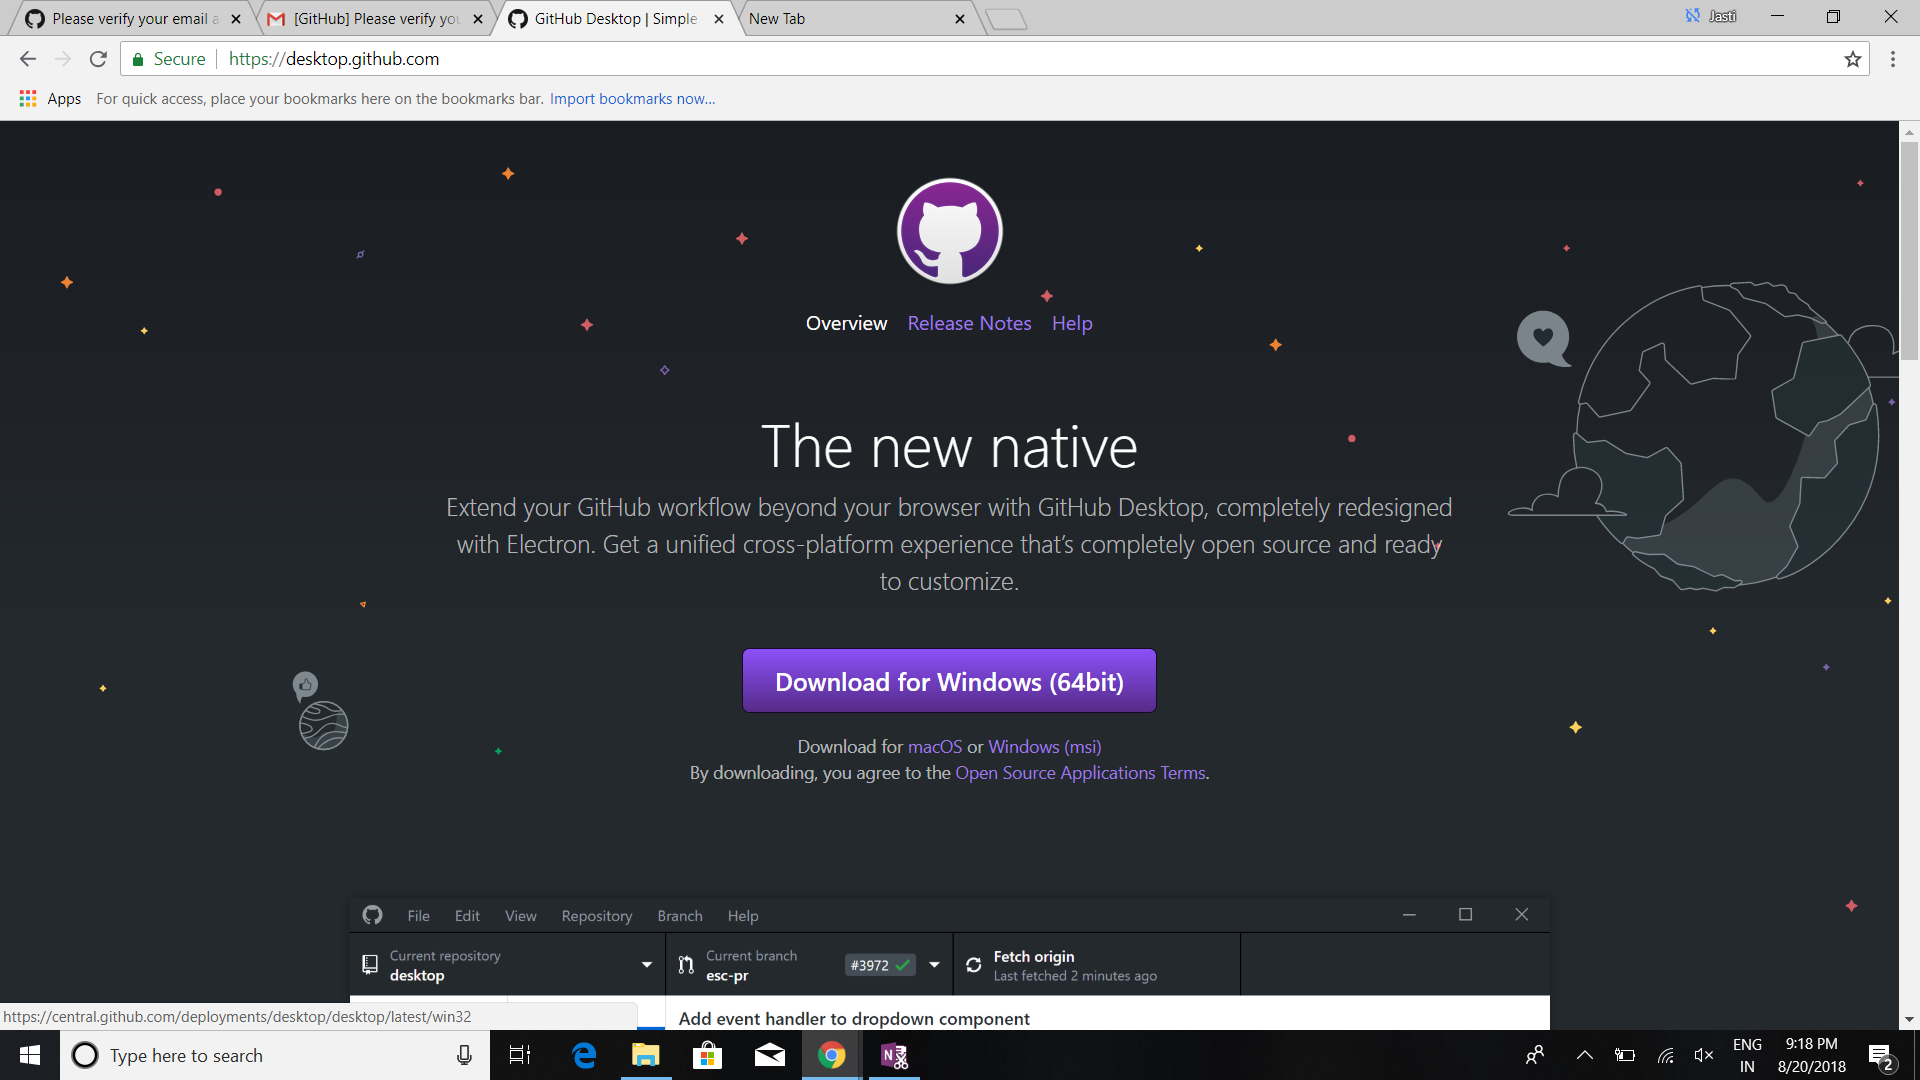 Please verify your email a
[GitHub] Please verify you
GitHub Desktop | Simple
New Tab
Jasti
Secure
https://desktop.github.com
Apps
For quick access, place your bookmarks here on the bookmarks bar. Import bookmarks now...
Overview Release Notes Help
The new native
Extend your GitHub workflow beyond your browser with GitHub Desktop, completely redesigned
with Electron. Get a unified cross-platform experience that's completely open source and ready
to customize.
Download for Windows (64bit)
Download for macOS or Windows (msi)
By downloading, you agree to the Open Source Applications Terms.
File Edit View Repository Branch Help
Current repository
desktop
Current branch
esc-pr
#3972
Fetch origin
Last fetched 2 minutes ago
Add event handler to dropdown component
https://central.github.com/deployments/desktop/desktop/latest/win32
Type here to search
N
ENG
IN
9:18 PM
8/20/2018
2